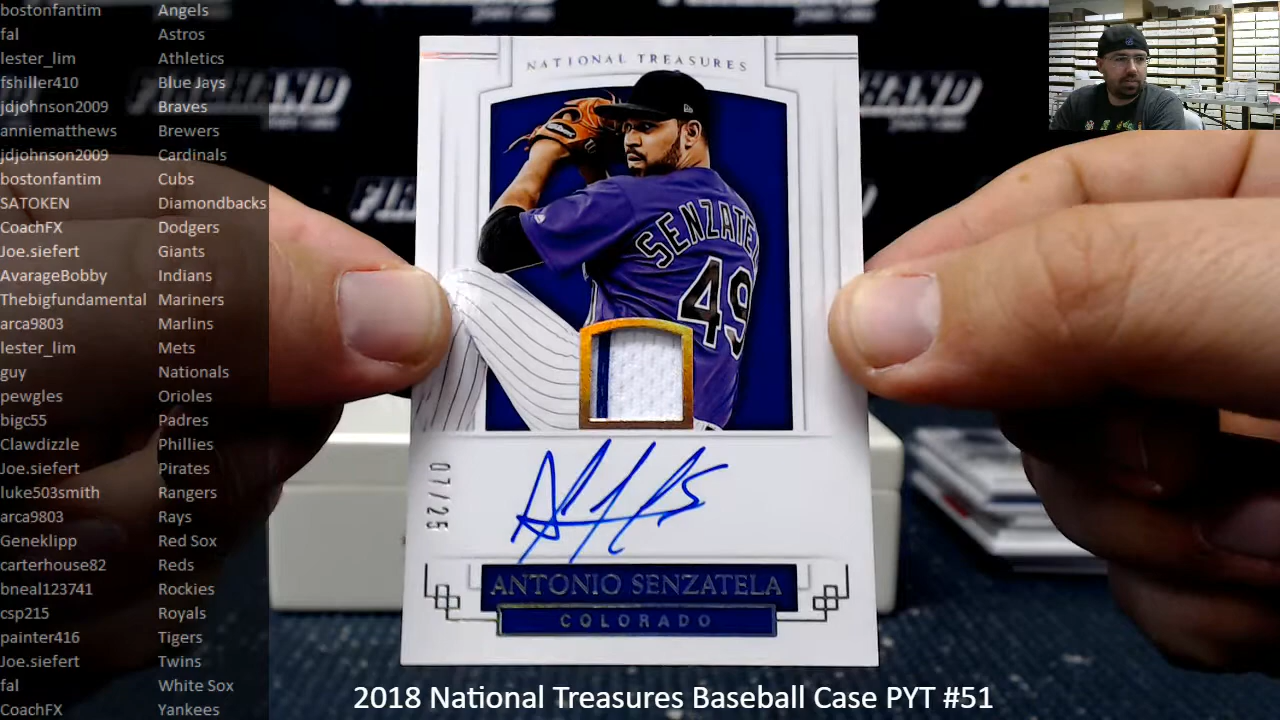 bostonfantim Angels
fal Astros
lester_lim Athletics
fshiller410 Blue Jays
jdjohnson2009 Braves
anniematthews Brewers
jdjohnson2009 Cardinals
bostonfantim Cubs
SATOKEN Diamondbacks
CoachFX Dodgers
Joe.siefert Giants
AvarageBobby Indians
Thebigfundamental Mariners
arca9803 Marlins
lester_lim Mets
guy Nationals
pewgles Orioles
bigc55 Padres
Clawdizzle Phillies
Joe.siefert Pirates
luke503smith Rangers
arca9803 Rays
Geneklipp Red Sox
carterhouse82 Reds
bneal123741 Rockies
csp215 Royals
painter416 Tigers
Joe.siefert Twins
fal White Sox
CoachFX Yankees
NATIONAL TREASURES
49
07/25
ANTONIO SENZATELA
COLORADO
2018 National Treasures Baseball Case PYT #51